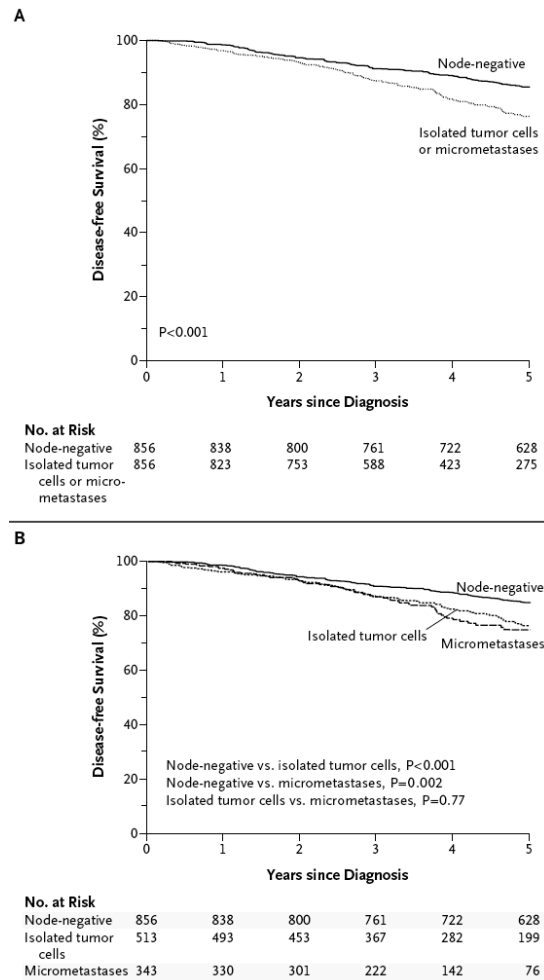 A
100
80
60
40
20
0
Disease-free Survival (%)
Node-negative
Isolated tumor cells
or micrometastases
P<0.001
0 1 2 3 4 5
Years since Diagnosis
No. at Risk
Node-negative 856 838 800 761 722 628
Isolated tumor 856 823 753 588 423 275
cells or micro-
metastases
B
100
80
60
40
20
0
Disease-free Survival (%)
Node-negative
Isolated tumor cells
Micrometastases
Node-negative vs. isolated tumor cells, P<0.001
Node-negative vs. micrometastases, P=0.002
Isolated tumor cells vs. micrometastases, P=0.77
0 1 2 3 4 5
Years since Diagnosis
No. at Risk
Node-negative 856 838 800 761 722 628
Isolated tumor 513 493 453 367 282 199
cells
Micrometastases 343 330 301 222 142 76